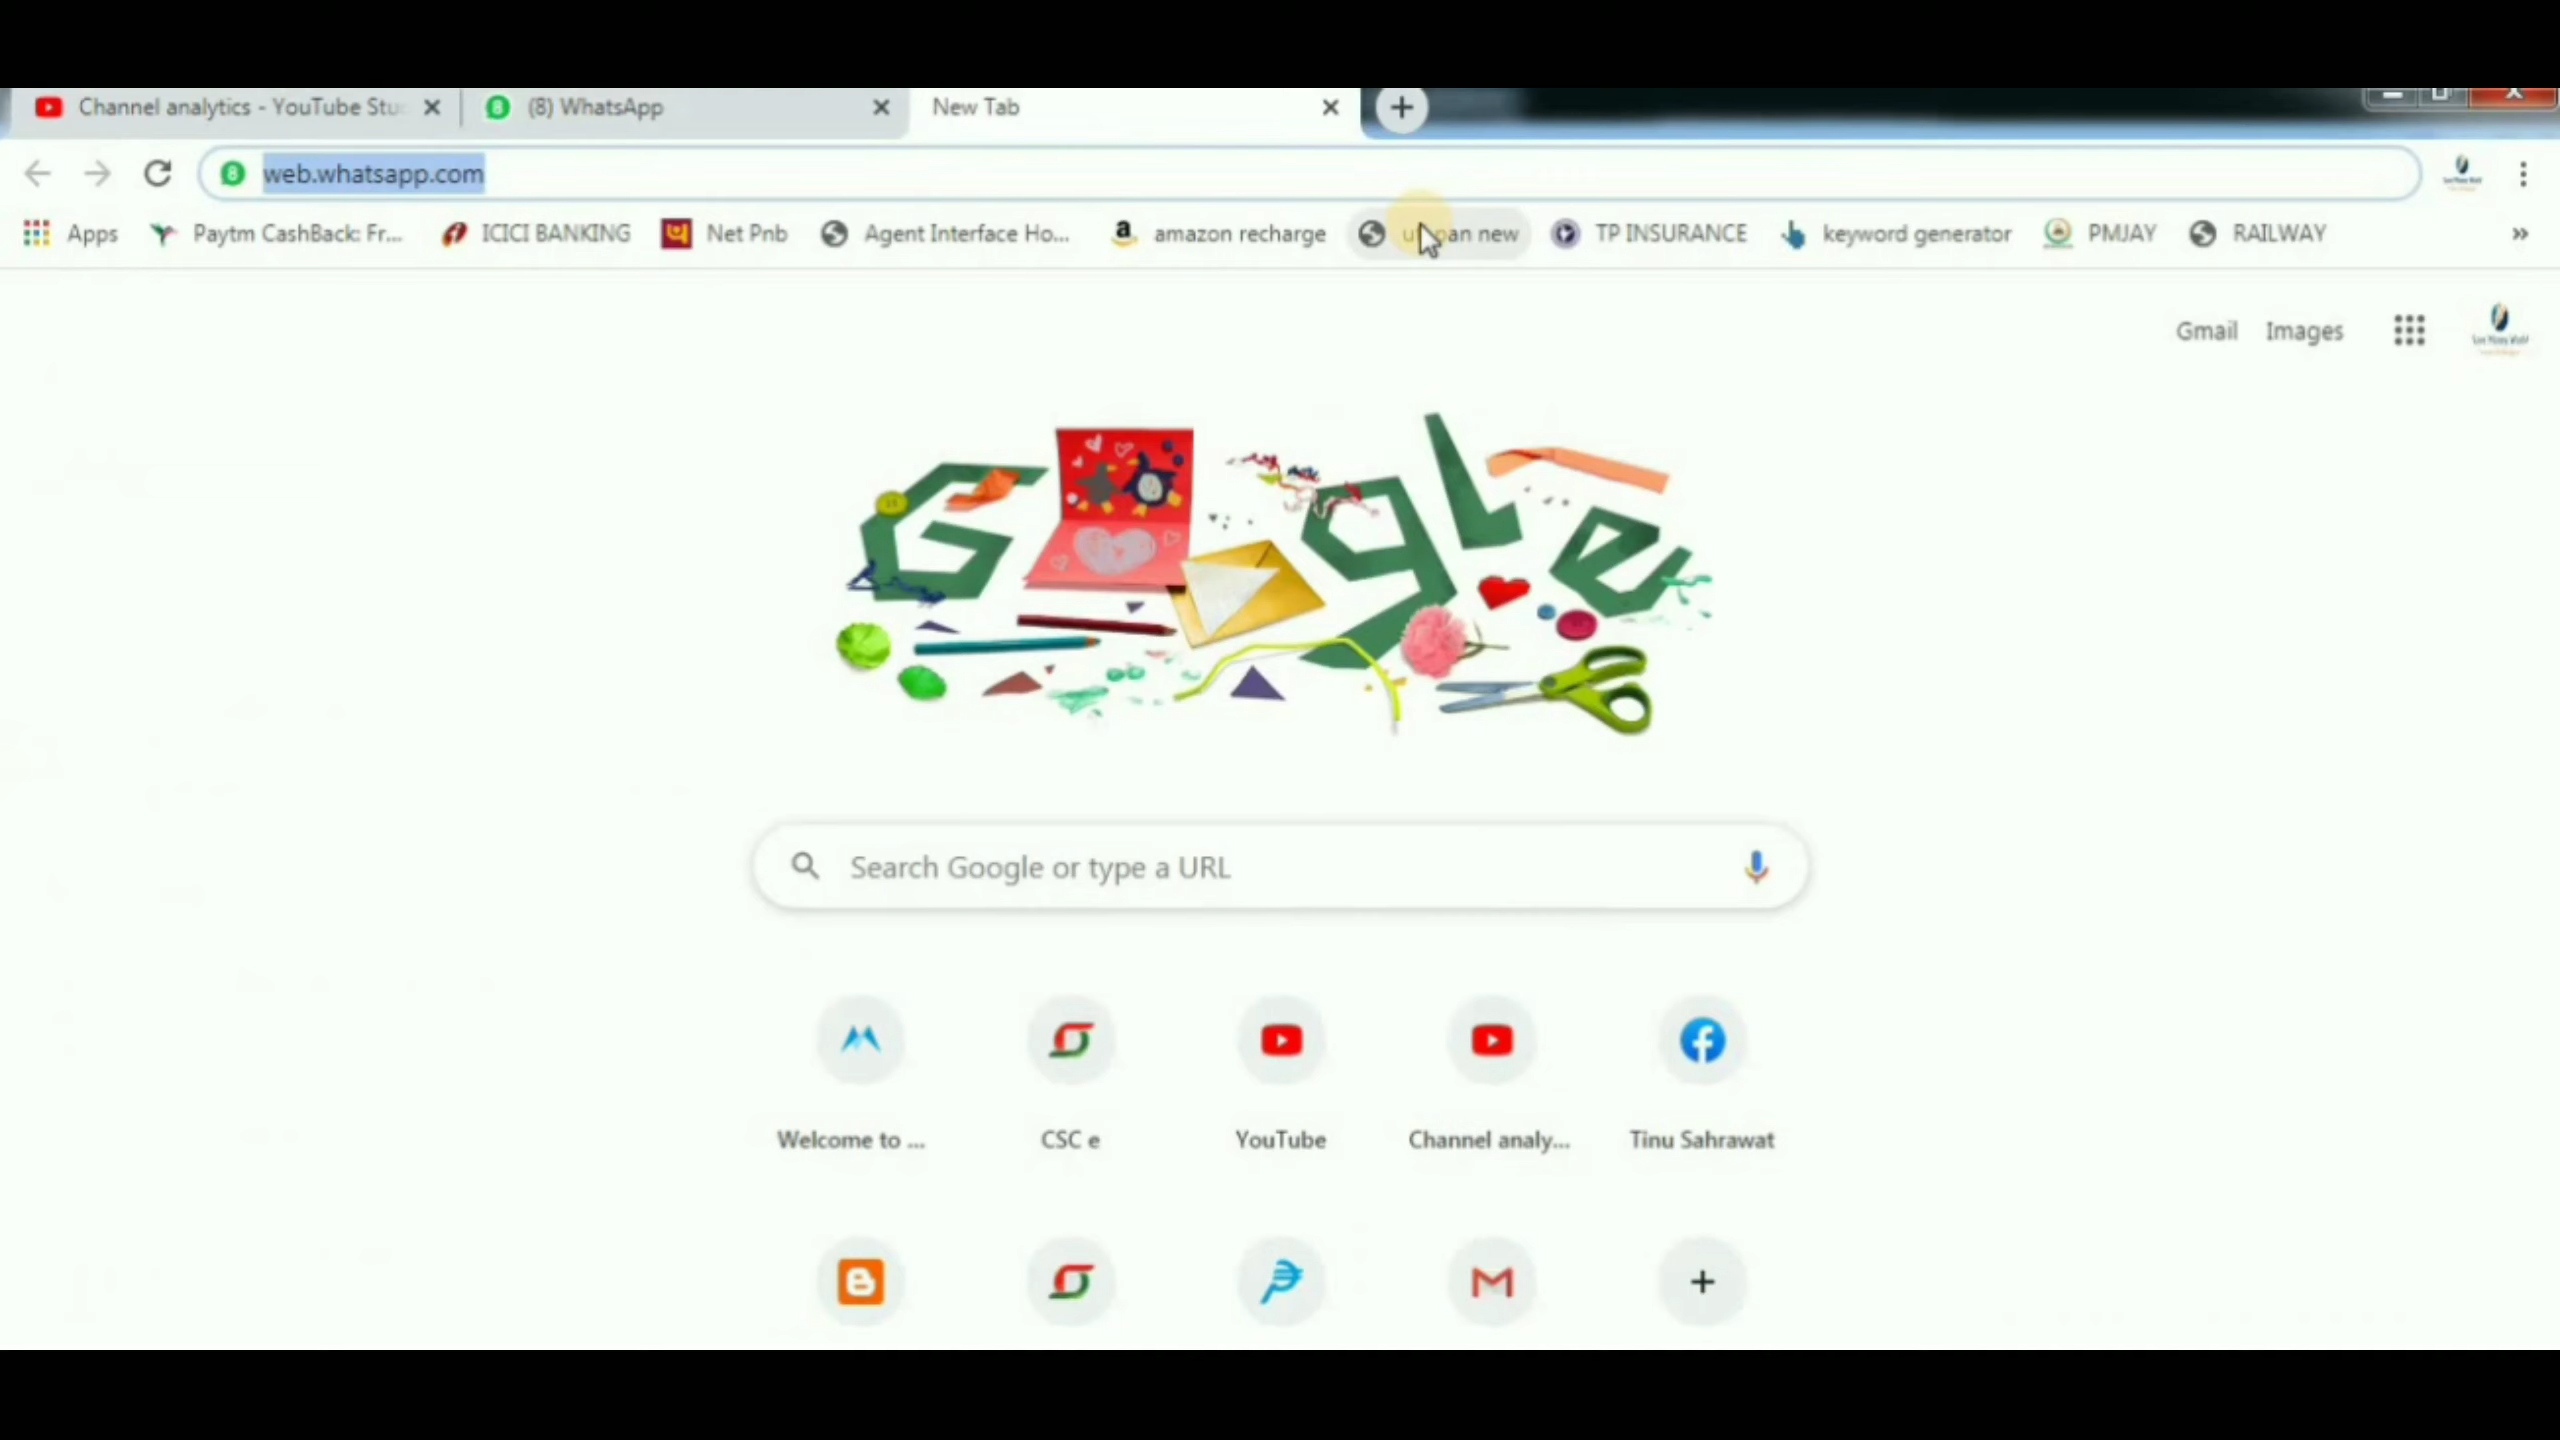 Channel analytics - YouTube Stu
(8) WhatsApp
New Tab
web.whatsapp.com
Apps
Paytm CashBack: Fr...
ICICI BANKING
Net Pnb
Agent Interface Ho...
amazon recharge
new
TP INSURANCE
keyword generator
PMJAY
RAILWAY
Gmail
Images
Search Google or type a URL
Welcome to ...
CSC e
YouTube
Channel analy...
Tinu Sahrawat